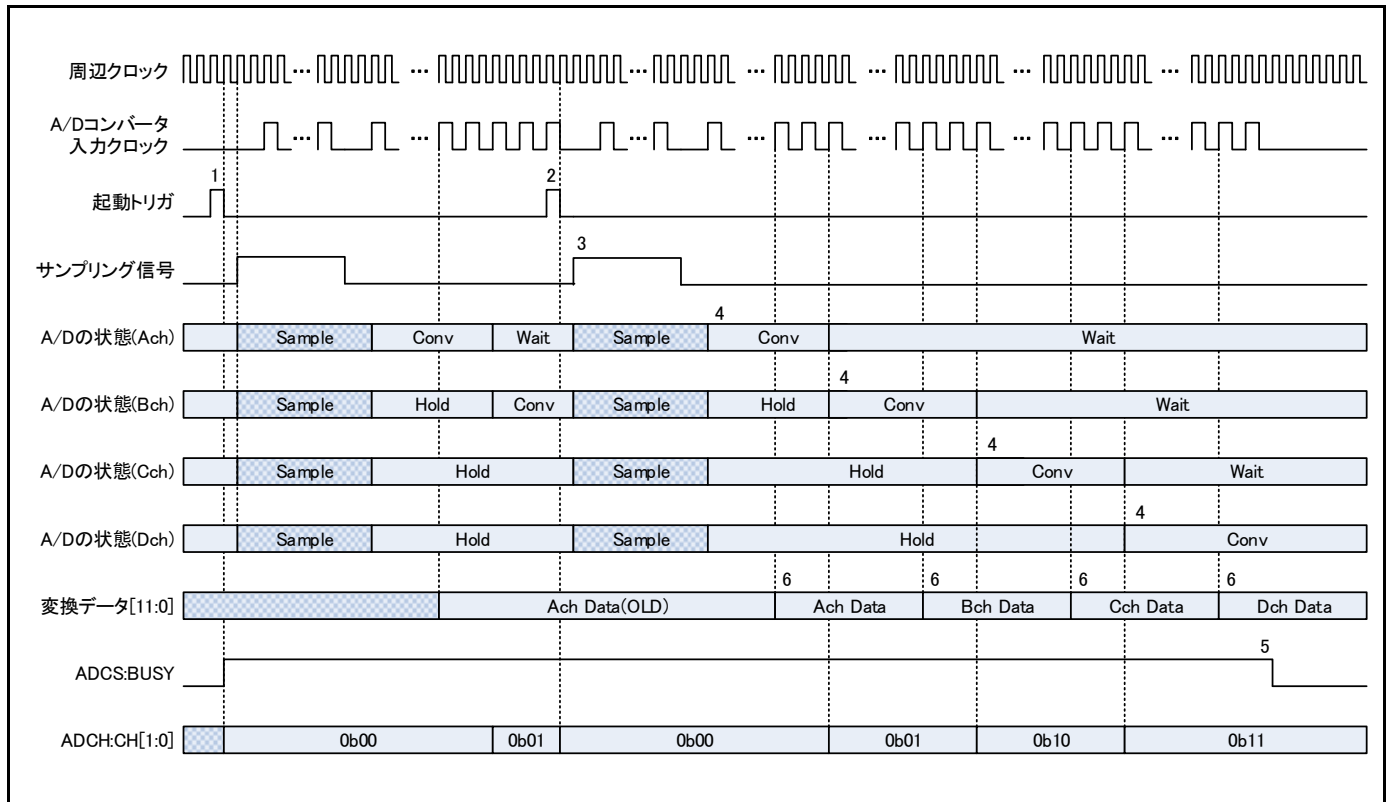 周辺クロック ... ... ... ... ... ... ...
A/Dコンバータ
入力クロック ... ... ... ... ... ... ...
1 2
起動トリガ
3
サンプリング信号
4
A/Dの状態(Ach) Sample Conv Wait Sample Conv Wait
4
A/Dの状態(Bch) Sample Hold Conv Sample Hold Conv Wait
4
A/Dの状態(Cch) Sample Hold Sample Hold Conv Wait
4
A/Dの状態(Dch) Sample Hold Sample Hold Conv
6 6 6 6
変換データ[11:0] Ach Data(OLD) Ach Data Bch Data Cch Data Dch Data
5
ADCS:BUSY
ADCH:CH[1:0] 0b00 0b01 0b00 0b01 0b10 0b11